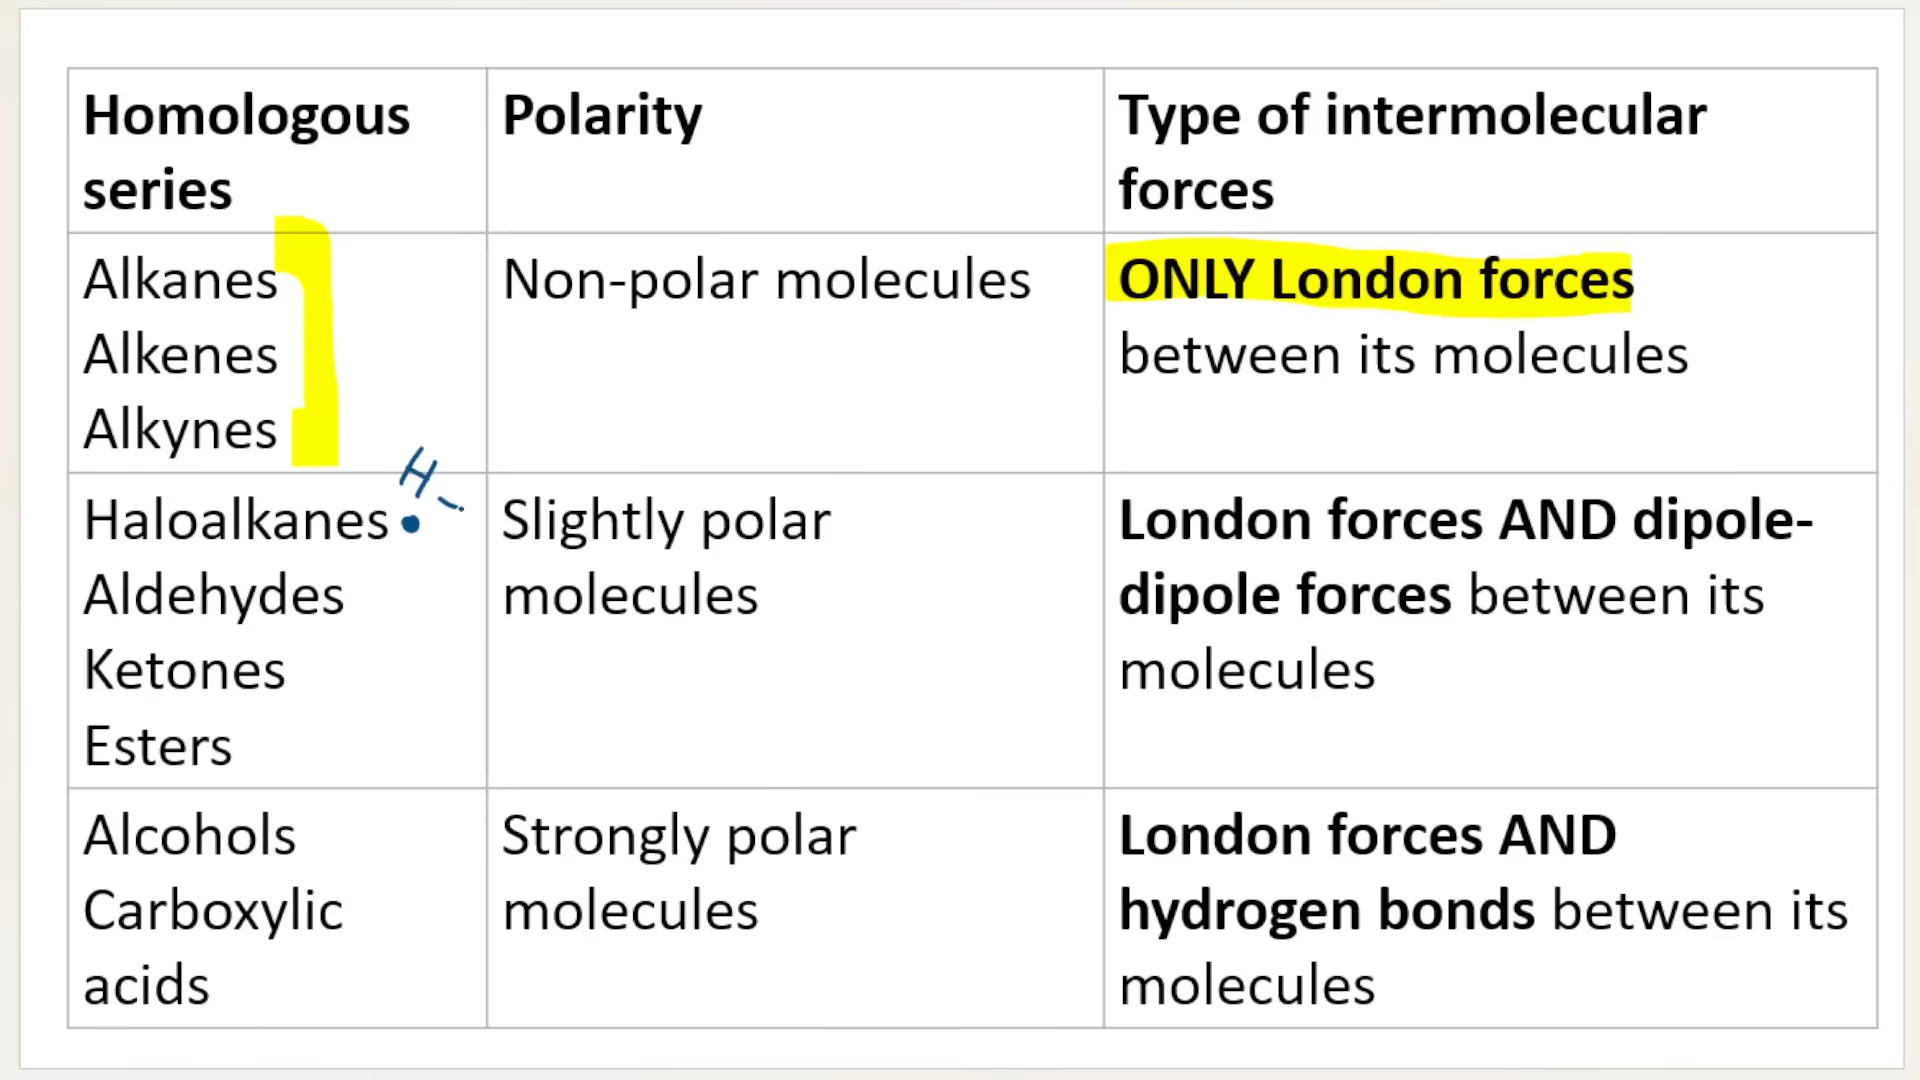 Homologous
series
Polarity
Type of intermolecular
forces
Alkanes
Alkenes
Alkynes
Non-polar molecules
ONLY London forces
between its molecules
H
Haloalkanes
Aldehydes
Ketones
Esters
Slightly polar
molecules
London forces AND dipole-
dipole forces between its
molecules
Alcohols
Carboxylic
acids
Strongly polar
molecules
London forces AND
hydrogen bonds between its
molecules